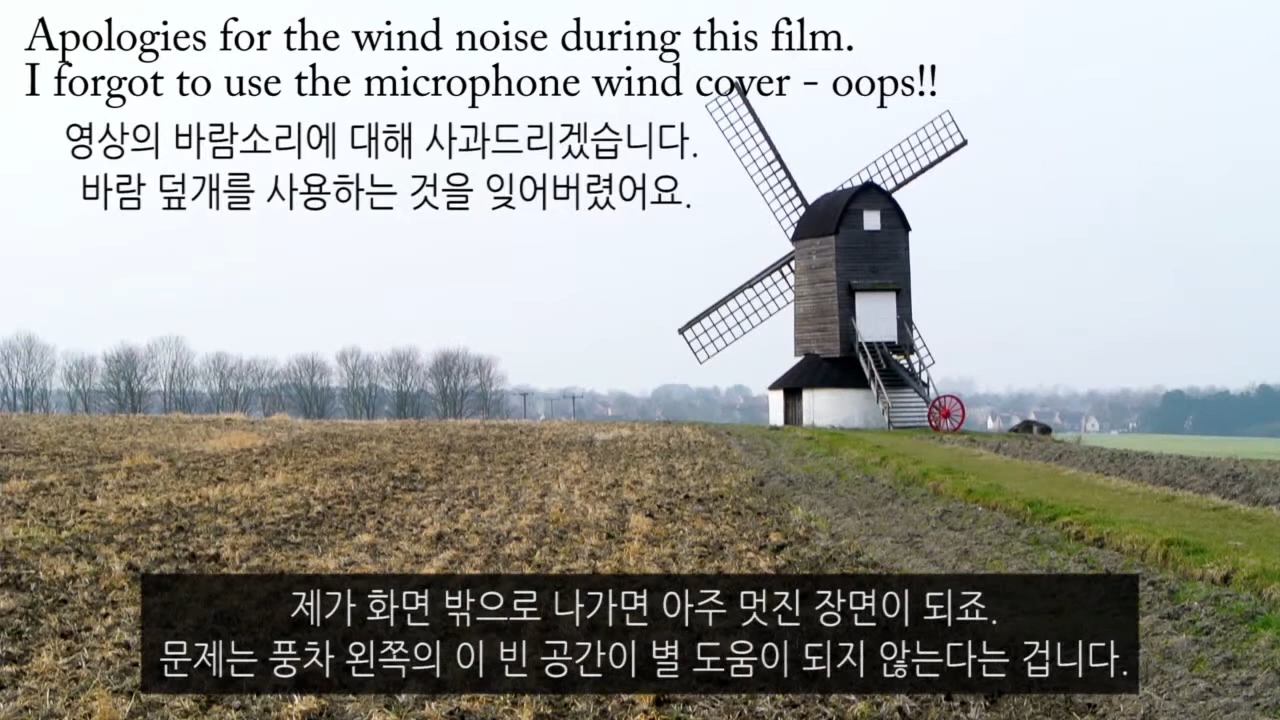 Apologies for the wind noise during this film.
I forgot to use the microphone wind cover - oops!!
영상의 바람소리에 대해 사과드리겠습니다.
바람 덮개를 사용하는 것을 잊어버렸어요.
제가 화면 밖으로 나가면 아주 멋진 장면이 되죠.
문제는 풍차 왼쪽의 이 빈 공간이 별 도움이 되지 않는다는 겁니다.